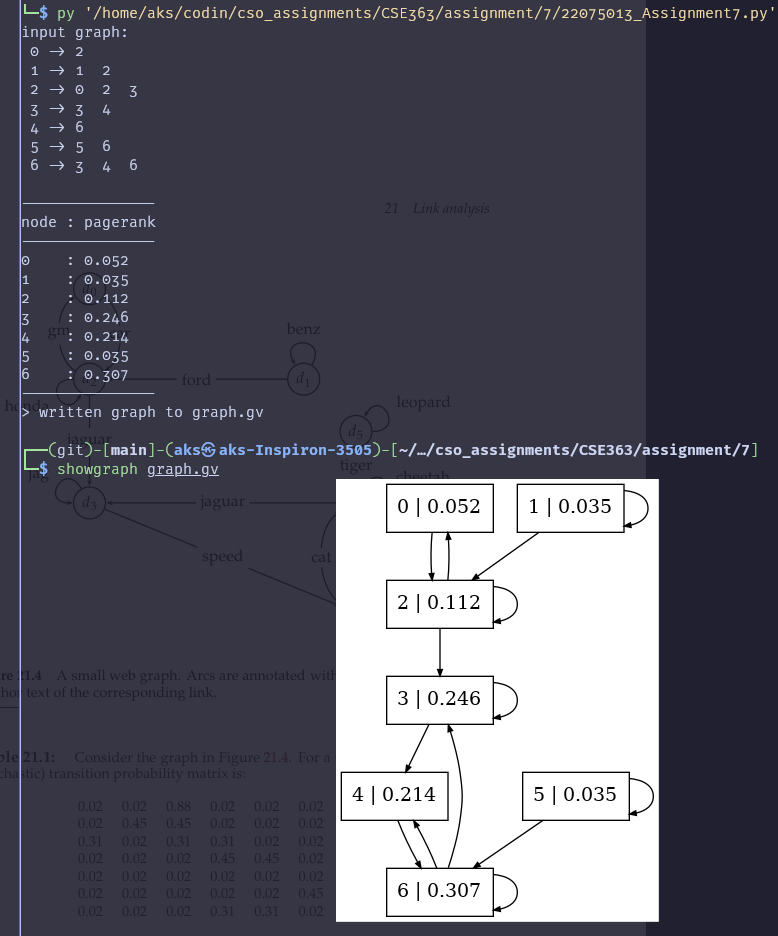 $ py '/home/aks/codin/cso_assignments/CSE363/assignment/7/22075013_Assignment7.py'
input graph:
0 → 2
1 → 1 2
2 → 0 2 3
3 → 3 4
4 → 6
5 → 5 6
6 → 3 4 6
21 Link analysis
node : pagerank
0 : 0.052
1 : 0.035
2 : 0.112
3 : 0.246
4 : 0.214
5 : 0.035
6 : 0.307
> written graph to graph.gv
benz
ford
d1
d2
leopard
d5
jaguar
tiger
cheetah
(git)-[main]-(aks㉿aks-Inspiron-3505)-[~/…/cso_assignments/CSE363/assignment/7]
$ showgraph graph.gv
d3
jaguar
speed
cat
0 | 0.052
1 | 0.035
2 | 0.112
3 | 0.246
4 | 0.214
5 | 0.035
6 | 0.307
21.4 A small web graph. Arcs are annotated with
text of the corresponding link.
21.1: Consider the graph in Figure 21.4. For a
transition probability matrix is:
0.02 0.02 0.88 0.02 0.02 0.02
0.02 0.45 0.45 0.02 0.02 0.02
0.31 0.02 0.31 0.31 0.02 0.02
0.02 0.02 0.02 0.45 0.45 0.02
0.02 0.02 0.02 0.02 0.02 0.02
0.02 0.02 0.02 0.02 0.02 0.45
0.02 0.02 0.02 0.31 0.31 0.02